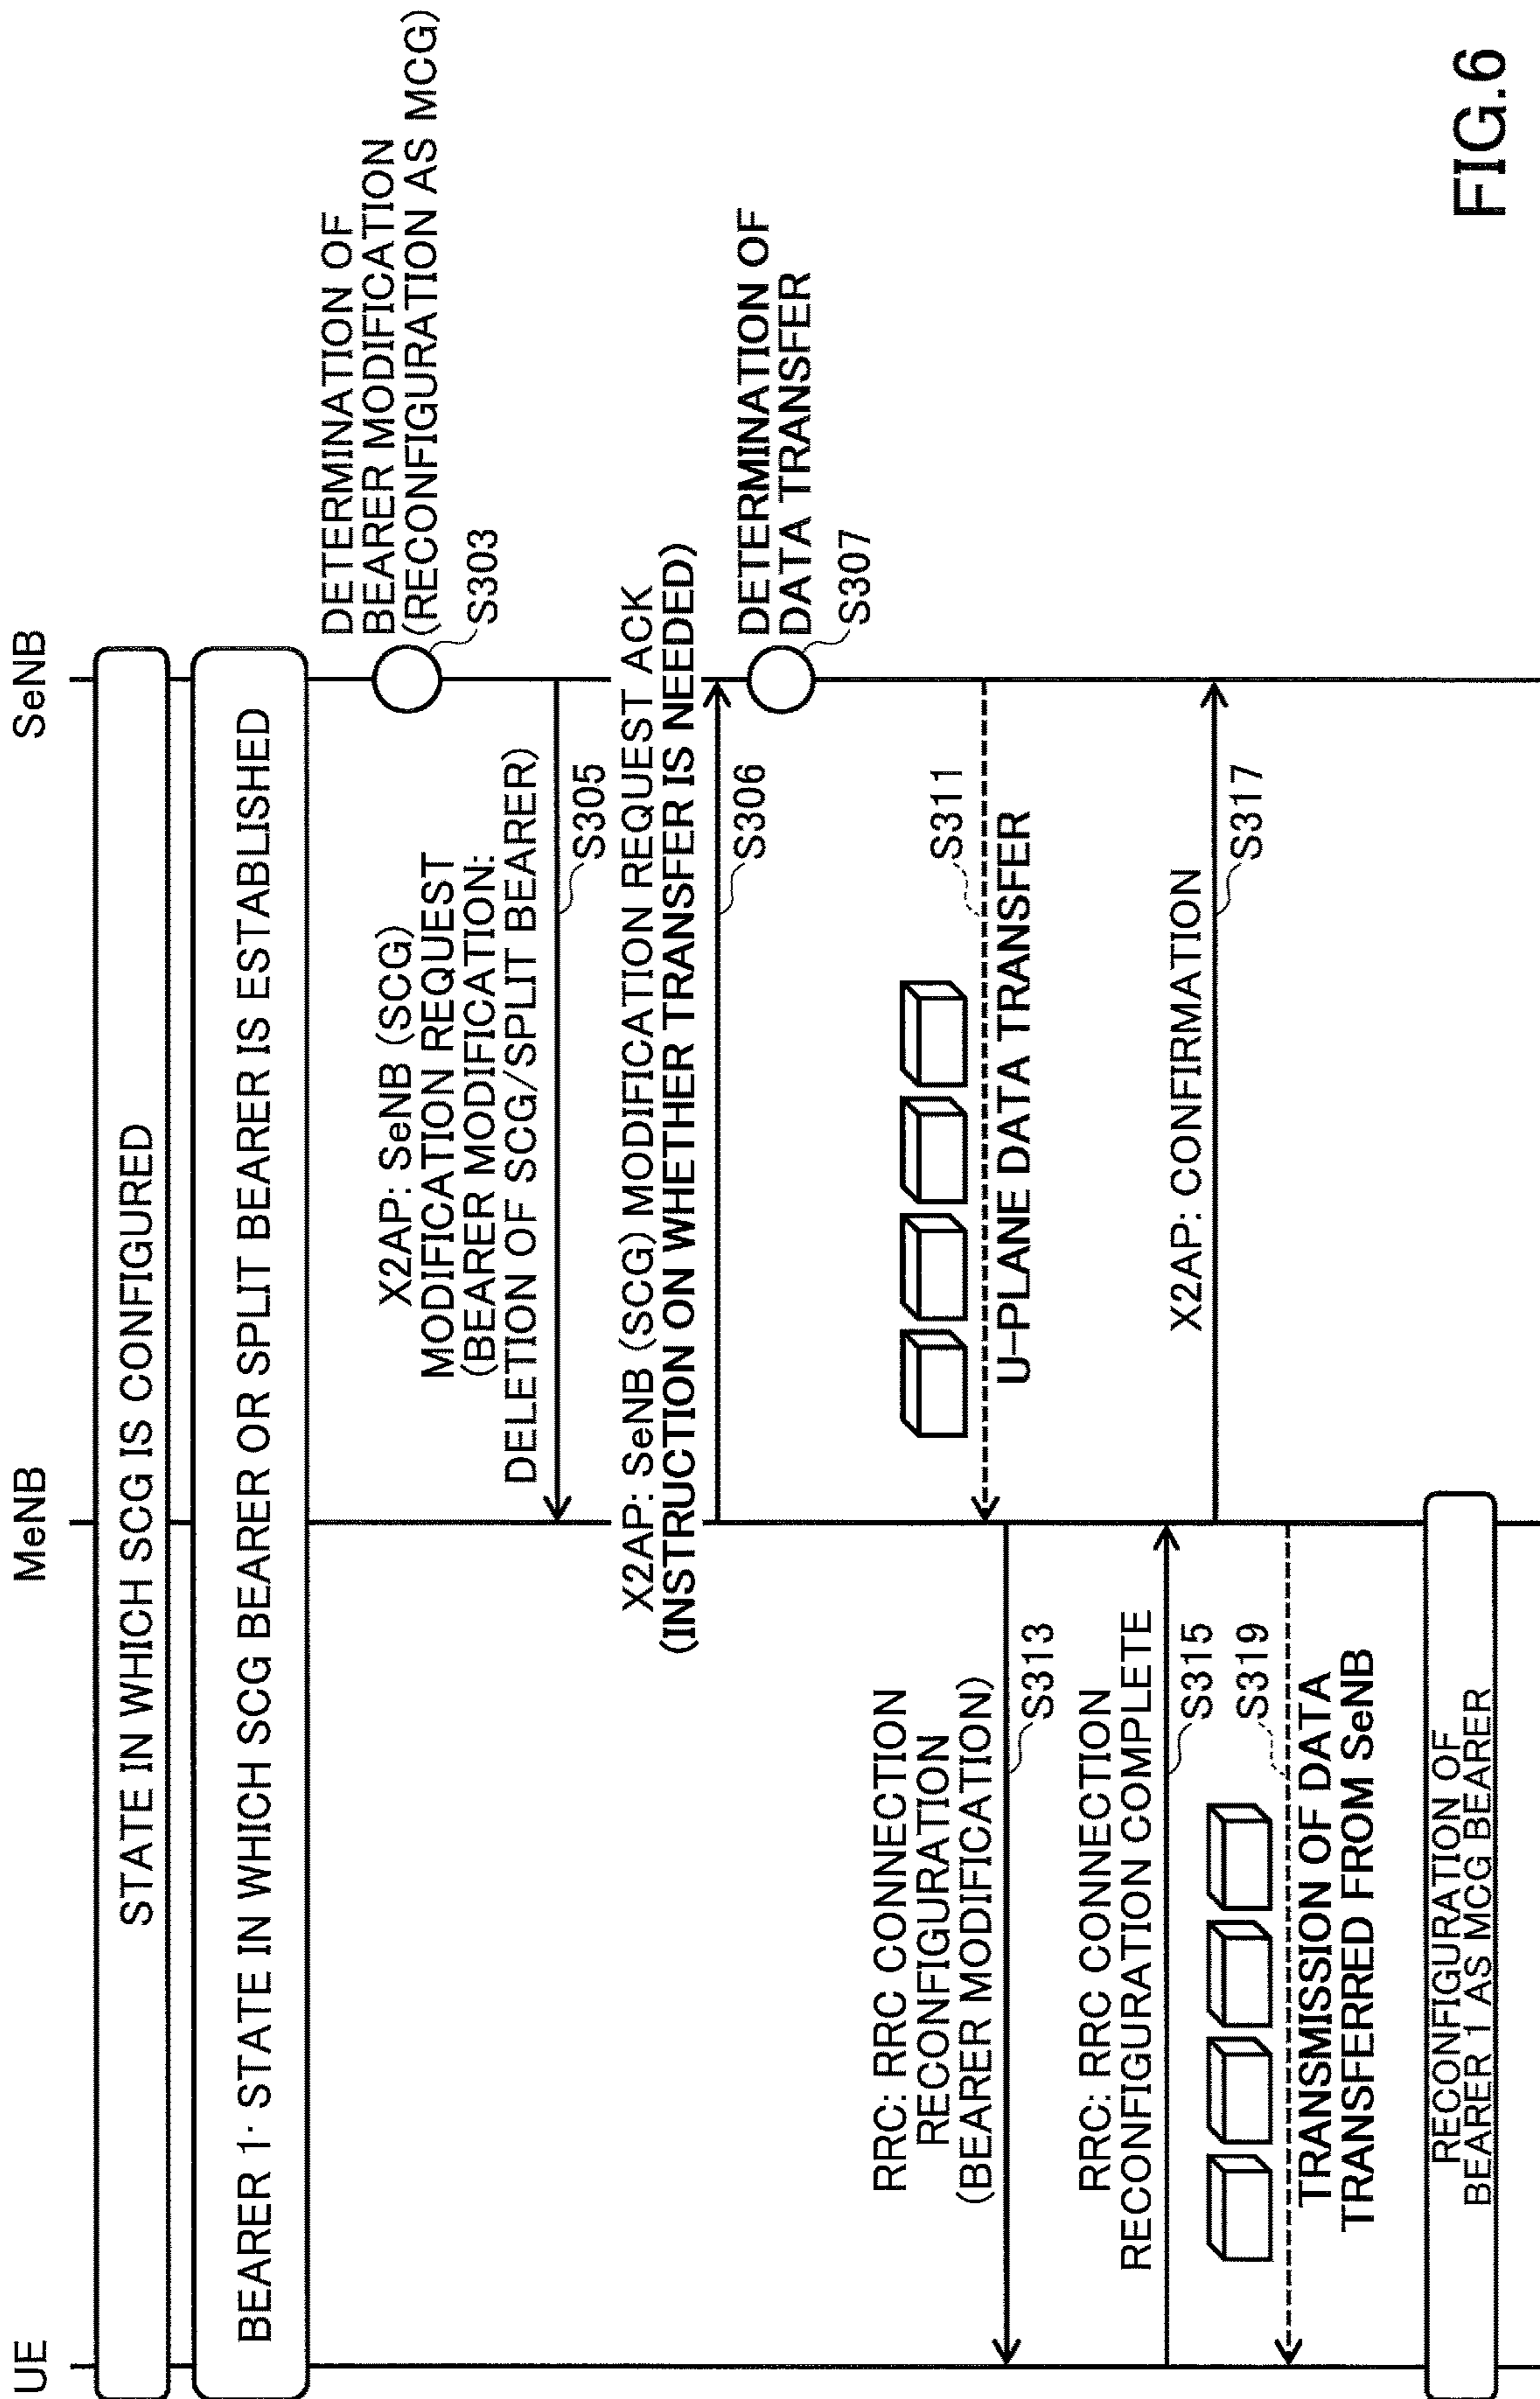 UE
MeNB
SeNB
STATE IN WHICH SCG IS CONFIGURED
BEARER 1· STATE IN WHICH SCG BEARER OR SPLIT BEARER IS ESTABLISHED
DETERMINATION OF
BEARER MODIFICATION
(RECONFIGURATION AS MCG)
S303
X2AP: SeNB (SCG)
MODIFICATION REQUEST
(BEARER MODIFICATION:
DELETION OF SCG/SPLIT BEARER)
S305
X2AP: SeNB (SCG) MODIFICATION REQUEST ACK
(INSTRUCTION ON WHETHER TRANSFER IS NEEDED)
S306
DETERMINATION OF
DATA TRANSFER
S307
S311
U-PLANE DATA TRANSFER
RRC: RRC CONNECTION
RECONFIGURATION
(BEARER MODIFICATION)
S313
RRC: RRC CONNECTION
RECONFIGURATION COMPLETE
S315
X2AP: CONFIRMATION
S317
S319
TRANSMISSION OF DATA
TRANSFERRED FROM SeNB
RECONFIGURATION OF
BEARER 1 AS MCG BEARER
FIG.6